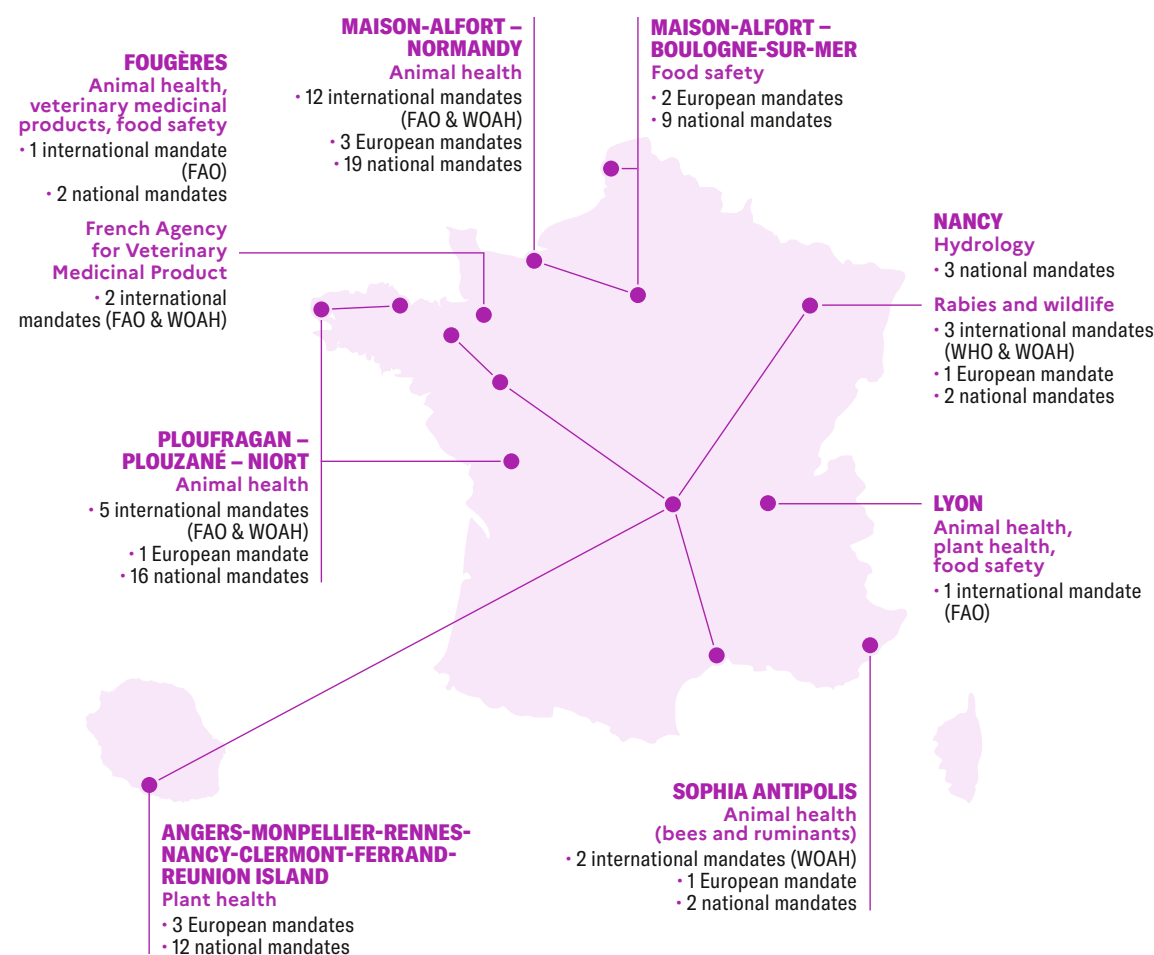 FOUGÈRES
Animal health,
veterinary medicinal
products, food safety
• 1 international mandate
(FAO)
• 2 national mandates
French Agency
for Veterinary
Medicinal Product
• 2 international
mandates (FAO & WOAH)
MAISON-ALFORT –
NORMANDY
Animal health
• 12 international mandates
(FAO & WOAH)
• 3 European mandates
• 19 national mandates
MAISON-ALFORT –
BOULOGNE-SUR-MER
Food safety
• 2 European mandates
• 9 national mandates
NANCY
Hydrology
• 3 national mandates
Rabies and wildlife
• 3 international mandates
(WHO & WOAH)
• 1 European mandate
• 2 national mandates
PLOUFRAGAN –
PLOUZANÉ – NIORT
Animal health
• 5 international mandates
(FAO & WOAH)
• 1 European mandate
• 16 national mandates
LYON
Animal health,
plant health,
food safety
• 1 international mandate
(FAO)
SOPHIA ANTIPOLIS
Animal health
(bees and ruminants)
• 2 international mandates (WOAH)
• 1 European mandate
• 2 national mandates
ANGERS-MONPELLIER-RENNES-
NANCY-CLERMONT-FERRAND-
REUNION ISLAND
Plant health
• 3 European mandates
• 12 national mandates